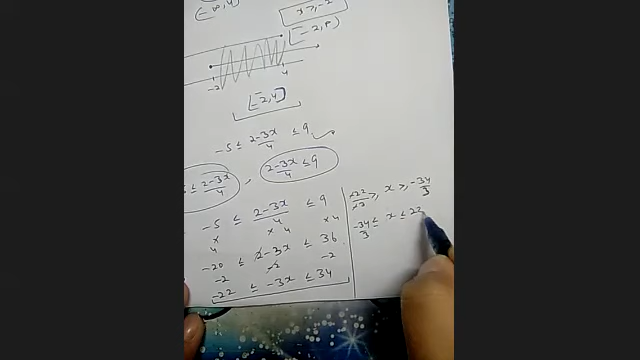 (-∞, 4]
x ≥ -2
[-2, ∞)
-2 4
[-2, 4]
-5 ≤ 2-3x/4 ≤ 9
≤ 2-3x/4
2-3x/4 ≤ 9
-5 ≤ 2-3x/4 ≤ 9
×4 ×4
-20 ≤ 2-3x ≤ 36
-2 -2 -2
-22 ≤ -3x ≤ 34
-22/-3 ≥ x ≥ -34/3
-34/3 ≤ x ≤ 22